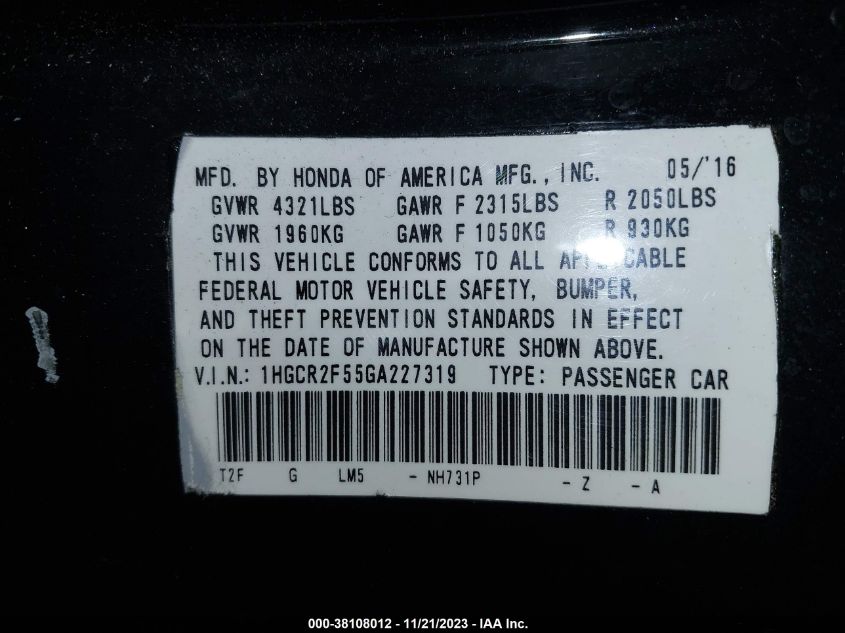 MFD. BY HONDA OF AMERICA MFG., INC. 05/'16
GVWR 4321LBS GAWR F 2315LBS R 2050LBS
GVWR 1960KG GAWR F 1050KG R 930KG
THIS VEHICLE CONFORMS TO ALL APPLICABLE
FEDERAL MOTOR VEHICLE SAFETY, BUMPER,
AND THEFT PREVENTION STANDARDS IN EFFECT
ON THE DATE OF MANUFACTURE SHOWN ABOVE.
V.I.N.: 1HGCR2F55GA227319 TYPE: PASSENGER CAR
T2F G LM5 - NH731P - Z - A
000-38108012 - 11/21/2023 - IAA Inc.